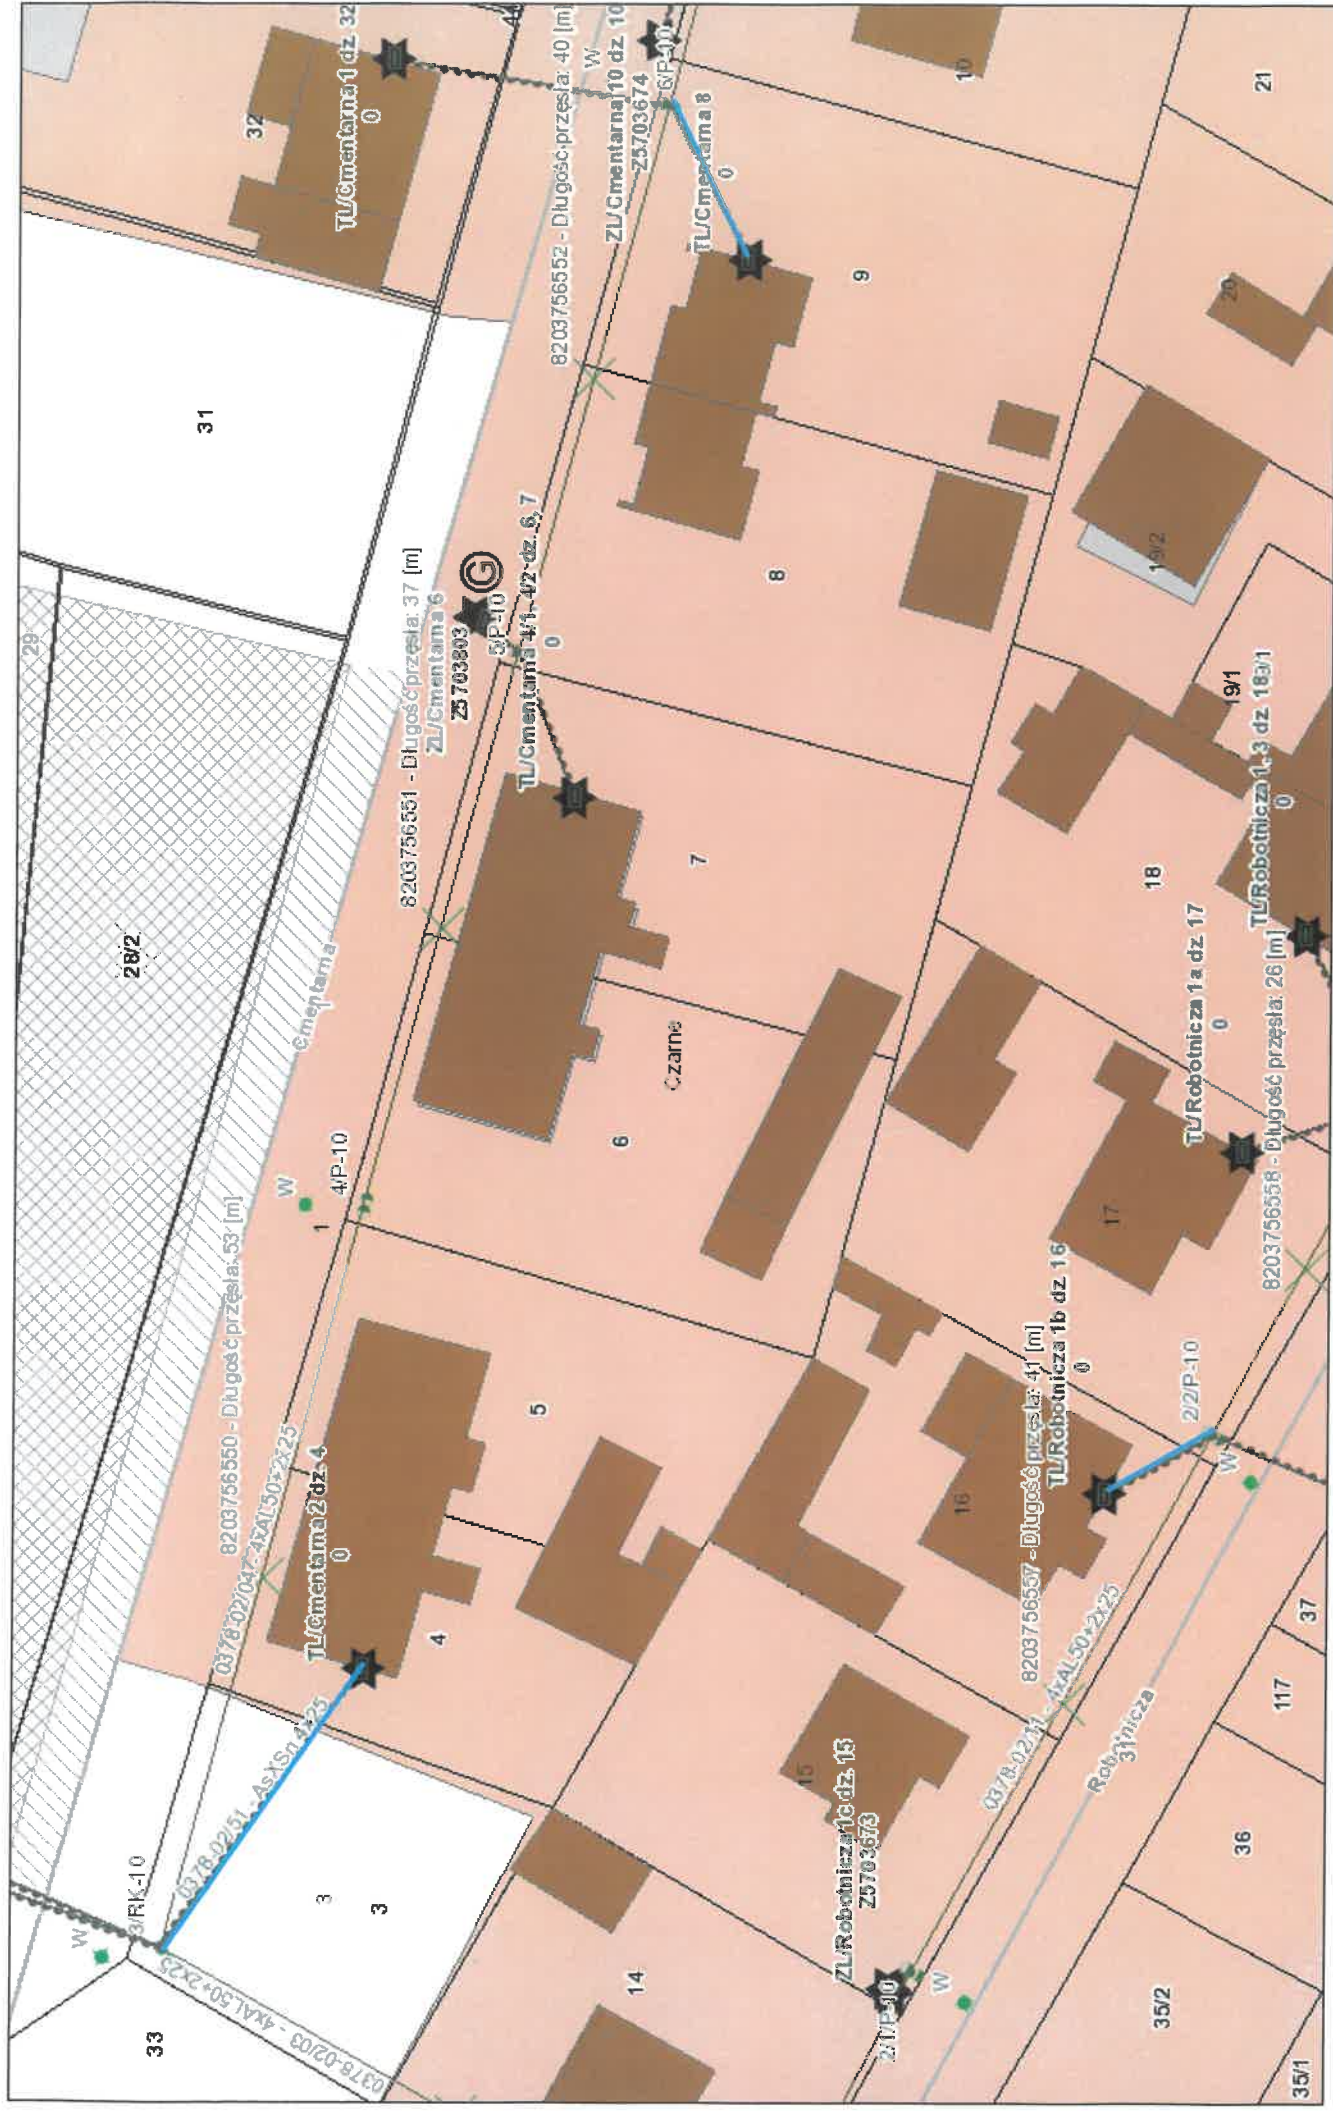 33
W
3/RK-10
0378-02/03 - 4xAL50+2x25
0378-02/51 - AsXSn 4x25
3
3
28/2
29
Cmentarna
8203756550 - Długość przęsła: 53 [m]
0378-02/04 - 4xAL50+2x25
TL/Cmentarna 2 dz. 4
0
4
5
W
1
4/P-10
6
Czarne
7
31
8203756551 - Długość przęsła: 37 [m]
ZL/Cmentarna 6
Z5703803
G
5/P-10
TL/Cmentarna 4/1, 4/2 dz. 6, 7
0
8
32
TL/Cmentarna 1 dz. 32
0
8203756552 - Długość przęsła: 40 [m]
W
ZL/Cmentarna 10 dz. 10
Z5703674
6/P-10
TL/Cmentarna 8
0
9
10
21
20
19/2
19/1
18
TL/Robotnicza 1, 3 dz. 18
0
TL/Robotnicza 1a dz. 17
0
8203756558 - Długość przęsła: 26 [m]
17
TL/Robotnicza 1b dz. 16
0
8203756557 - Długość przęsła: 41 [m]
16
2/2/P-10
W
0378-02/11 - 4xAL50+2x25
Robotnicza
31
15
ZL/Robotnicza 1c dz. 15
Z5703673
2/1/P-10
W
14
37
117
36
35/2
35/1